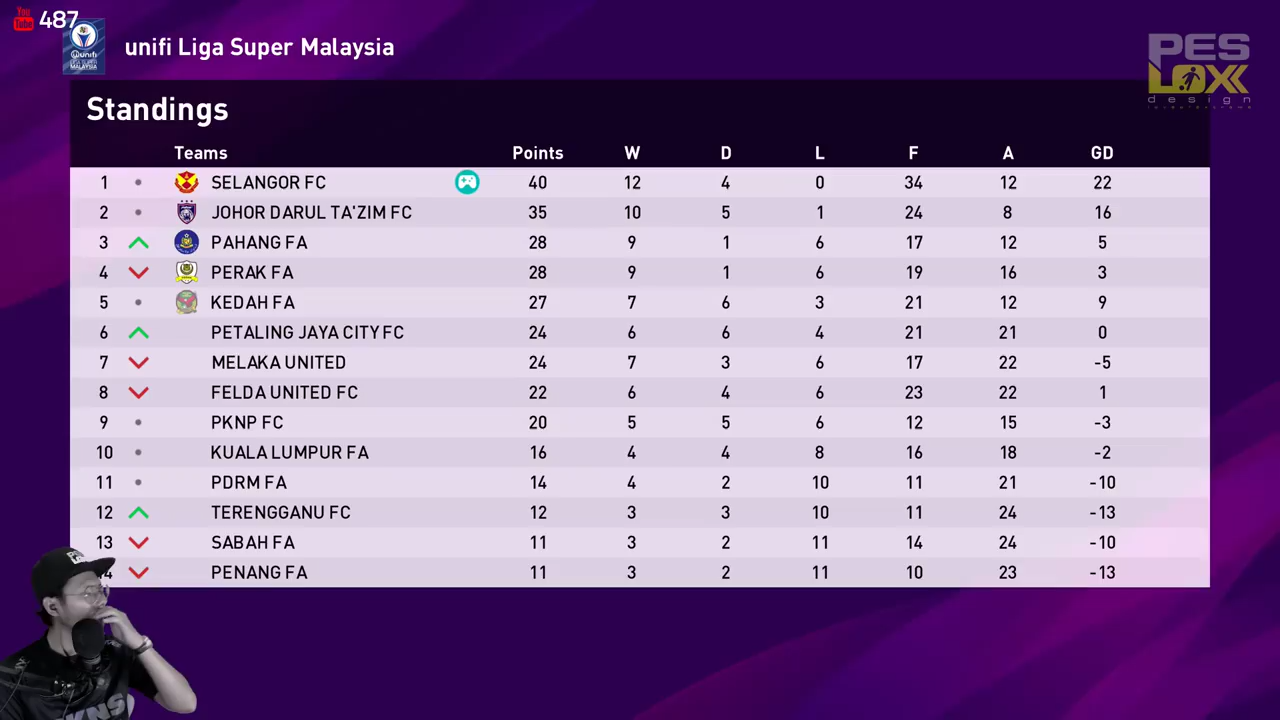 You Tube 487
unifi Liga Super Malaysia
unifi
LIGA SUPER
MALAYSIA
PES
LOXX
design
Standings
Teams Points W D L F A GD
1 SELANGOR FC 40 12 4 0 34 12 22
2 JOHOR DARUL TA'ZIM FC 35 10 5 1 24 8 16
3 PAHANG FA 28 9 1 6 17 12 5
4 PERAK FA 28 9 1 6 19 16 3
5 KEDAH FA 27 7 6 3 21 12 9
6 PETALING JAYA CITY FC 24 6 6 4 21 21 0
7 MELAKA UNITED 24 7 3 6 17 22 -5
8 FELDA UNITED FC 22 6 4 6 23 22 1
9 PKNP FC 20 5 5 6 12 15 -3
10 KUALA LUMPUR FA 16 4 4 8 16 18 -2
11 PDRM FA 14 4 2 10 11 21 -10
12 TERENGGANU FC 12 3 3 10 11 24 -13
13 SABAH FA 11 3 2 11 14 24 -10
14 PENANG FA 11 3 2 11 10 23 -13